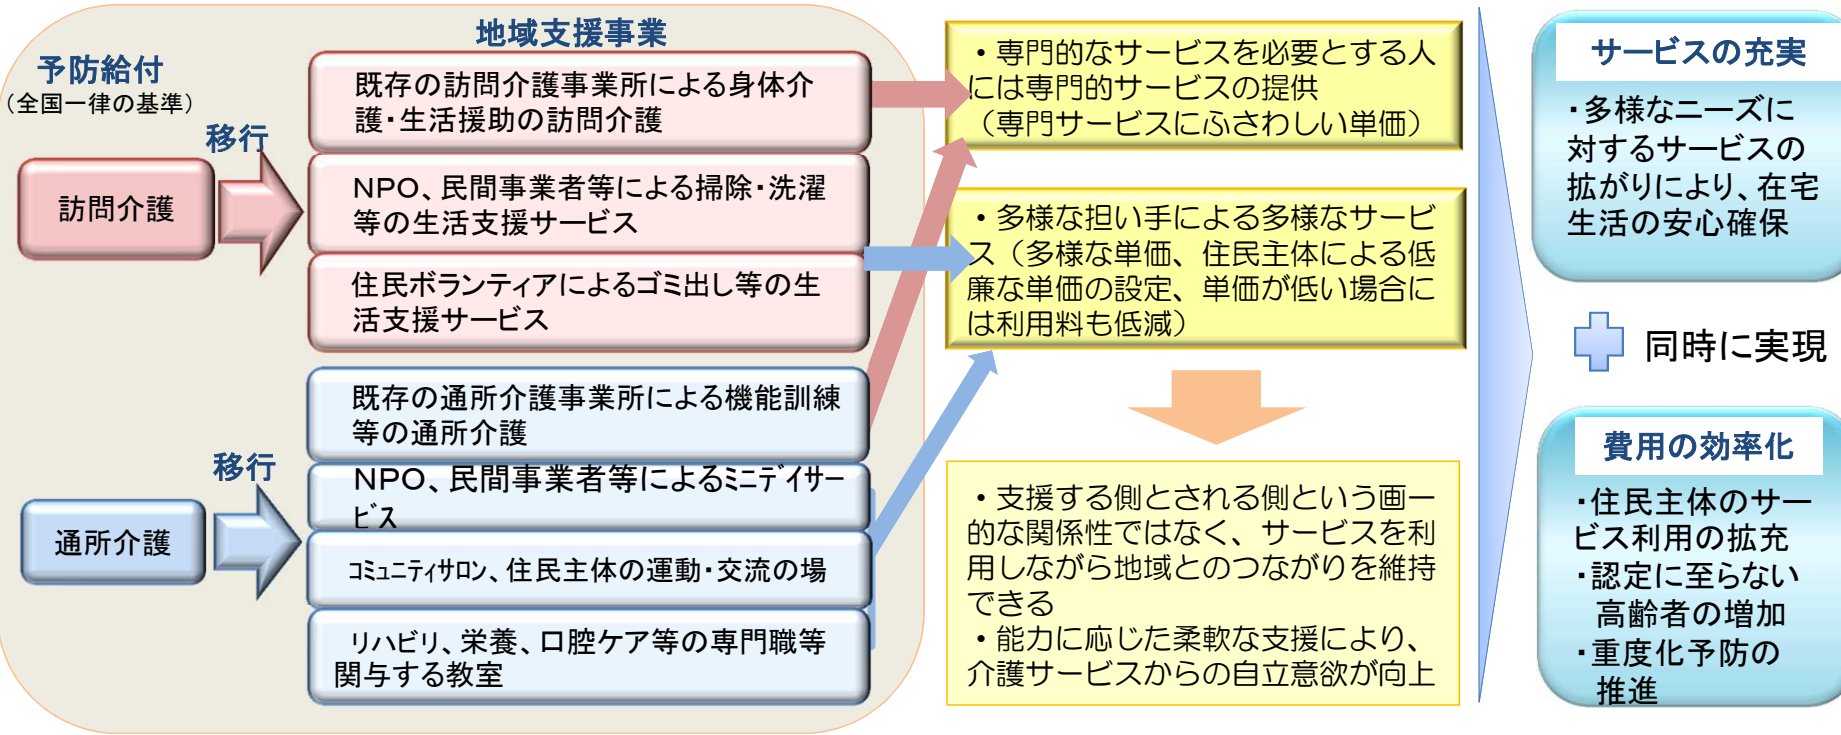 地域支援事業
予防給付
（全国一律の基準）
移行
訪問介護
既存の訪問介護事業所による身体介
護・生活援助の訪問介護
NPO、民間事業者等による掃除・洗濯
等の生活支援サービス
住民ボランティアによるゴミ出し等の生
活支援サービス
移行
通所介護
既存の通所介護事業所による機能訓練
等の通所介護
NPO、民間事業者等によるミニデイサー
ビス
コミュニティサロン、住民主体の運動・交流の場
リハビリ、栄養、口腔ケア等の専門職等
関与する教室
・専門的なサービスを必要とする人
には専門的サービスの提供
（専門サービスにふさわしい単価）
・多様な担い手による多様なサービ
ス（多様な単価、住民主体による低
廉な単価の設定、単価が低い場合に
は利用料も低減）
・支援する側とされる側という画一
的な関係性ではなく、サービスを利
用しながら地域とのつながりを維持
できる
・能力に応じた柔軟な支援により、
介護サービスからの自立意欲が向上
サービスの充実
・多様なニーズに
対するサービスの
拡がりにより、在宅
生活の安心確保
同時に実現
費用の効率化
・住民主体のサー
ビス利用の拡充
・認定に至らない
高齢者の増加
・重度化予防の
推進